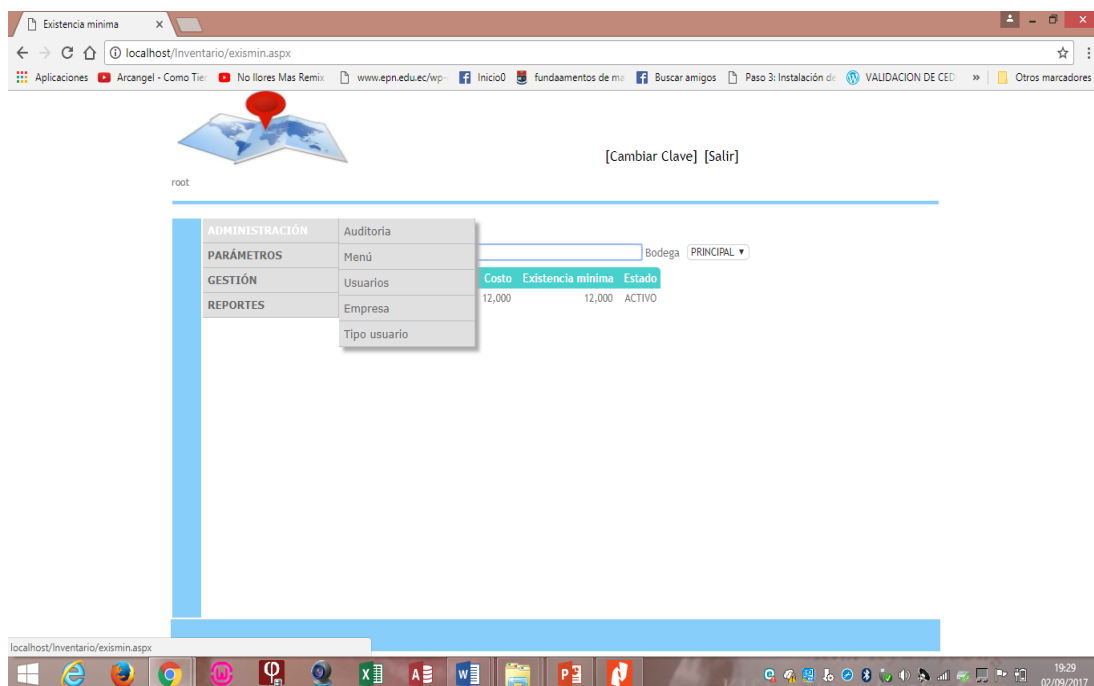 Existencia minima
localhost/Inventario/exismin.aspx
Aplicaciones Arcangel - Como Tier No llores Mas Remix www.epn.edu.ec/wp- Inicio0 fundaamentos de ma Buscar amigos Paso 3: Instalación de VALIDACION DE CED » Otros marcadores
[Cambiar Clave] [Salir]
root
ADMINISTRACIÓN
PARÁMETROS
GESTIÓN
REPORTES
Auditoria
Menú
Usuarios
Empresa
Tipo usuario
Bodega PRINCIPAL
Costo Existencia minima Estado
12,000 12,000 ACTIVO
localhost/Inventario/exismin.aspx
19:29
02/09/2017